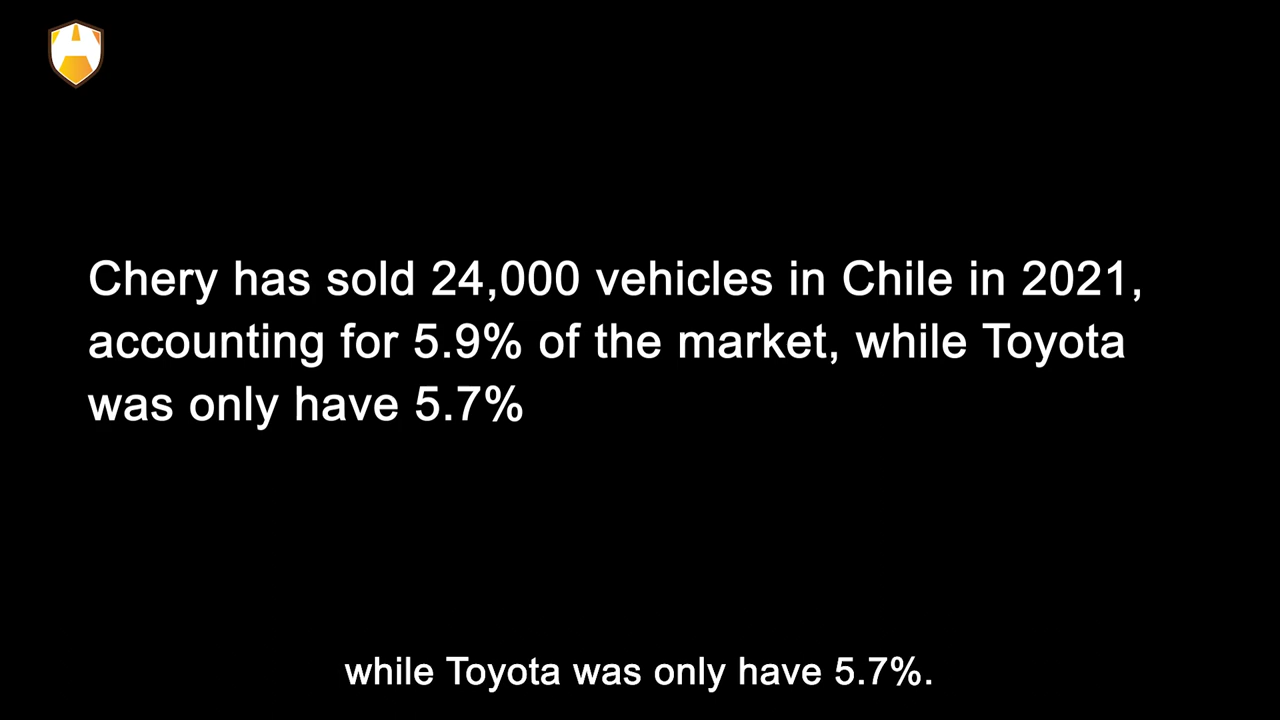 Chery has sold 24,000 vehicles in Chile in 2021,
accounting for 5.9% of the market, while Toyota
was only have 5.7%
while Toyota was only have 5.7%.